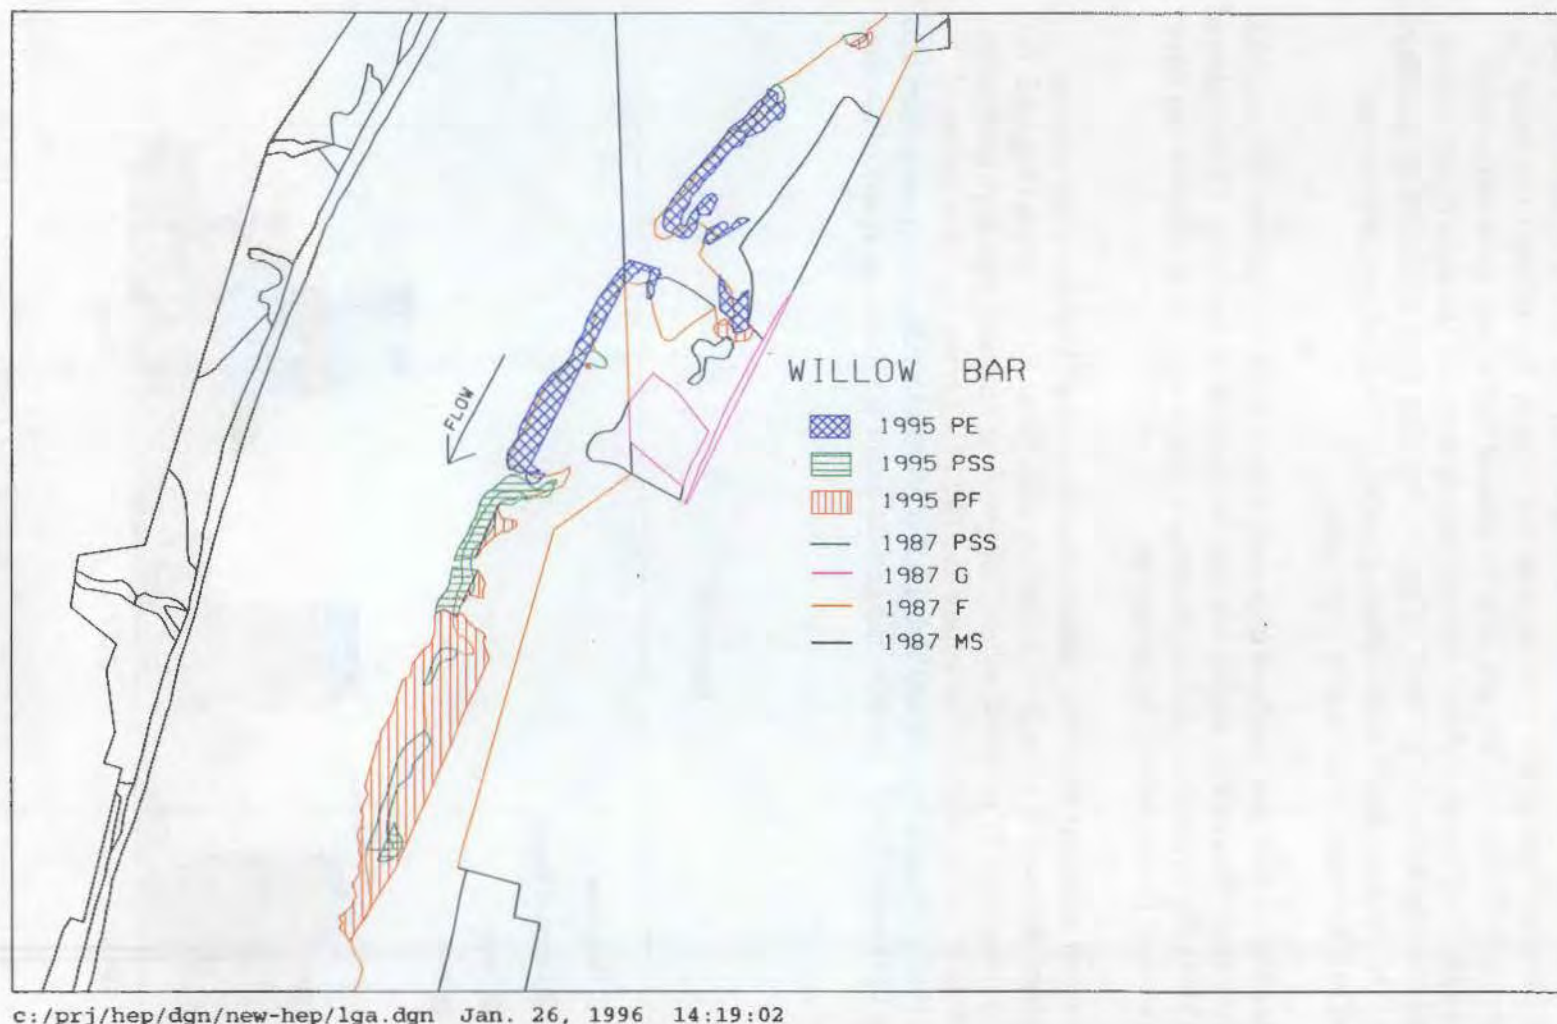 FLOW
WILLOW BAR
1995 PE
1995 PSS
1995 PF
1987 PSS
1987 G
1987 F
1987 MS
c:/prj/hep/dgn/new-hep/lga.dgn Jan. 26, 1996 14:19:02